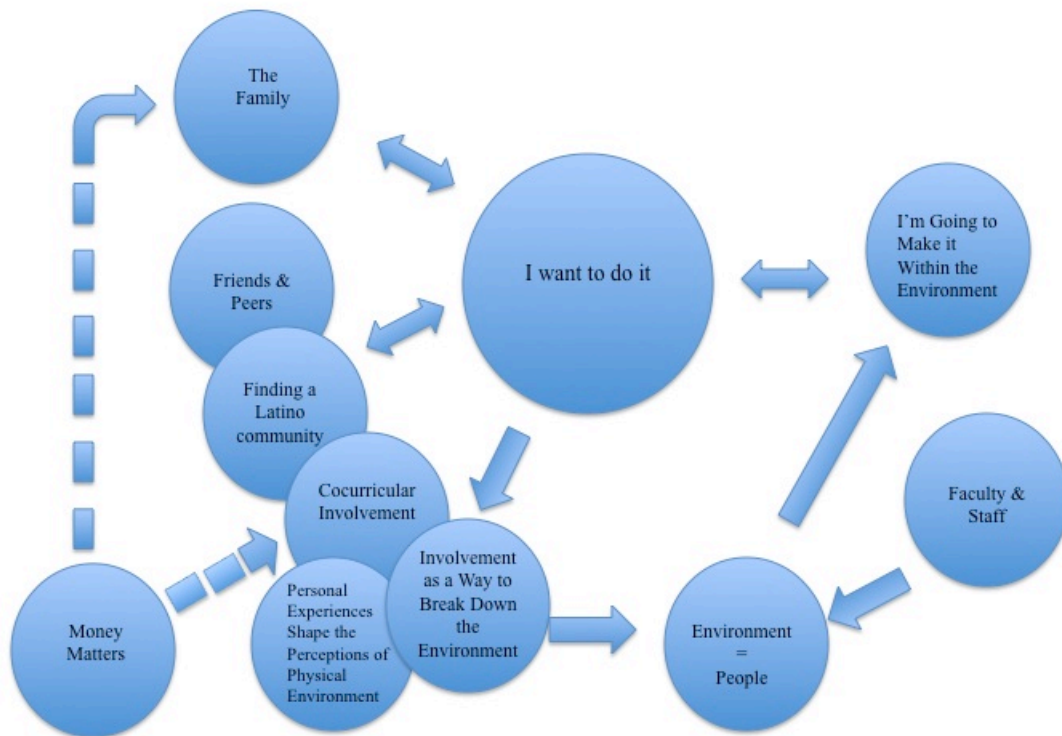 The
Family
I want to do it
I'm Going to
Make it
Within the
Environment
Friends &
Peers
Finding a
Latino
community
Cocurricular
Involvement
Faculty &
Staff
Involvement
as a Way to
Break Down
the
Environment
Personal
Experiences
Shape the
Perceptions of
Physical
Environment
Money
Matters
Environment
=
People